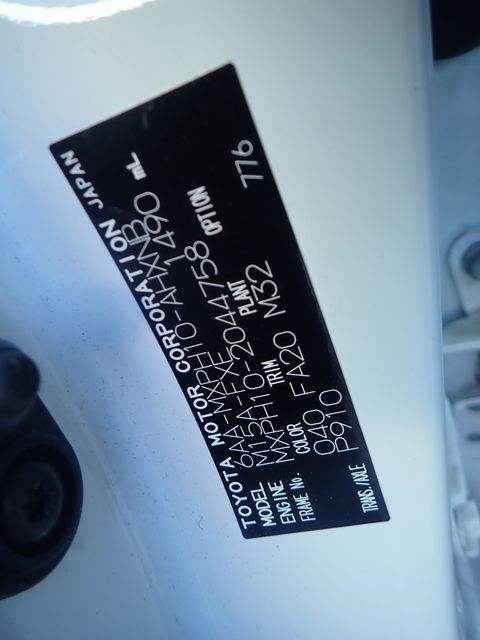 TOYOTA MOTOR CORPORATION JAPAN
MODEL 6AA-MXPH10-AHXNB
ENGINE M15A-FXE 1490 mL
FRAME No. MXPH10-2044758
COLOR TRIM PLANT OPTION
040 FA20 M32 776
TRANS./AXLE P910